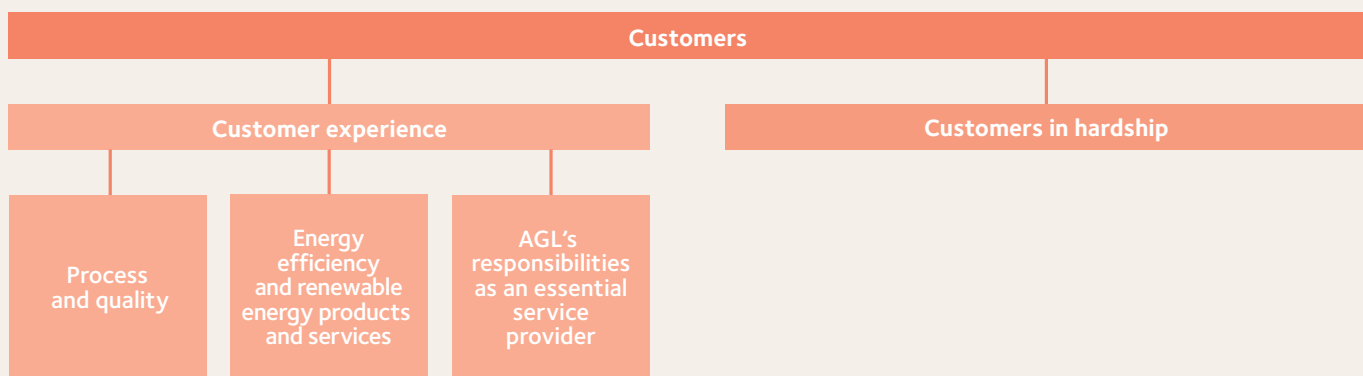 Customers
Customer experience
Customers in hardship
Process
and quality
Energy
efficiency
and renewable
energy products
and services
AGL's
responsibilities
as an essential
service
provider